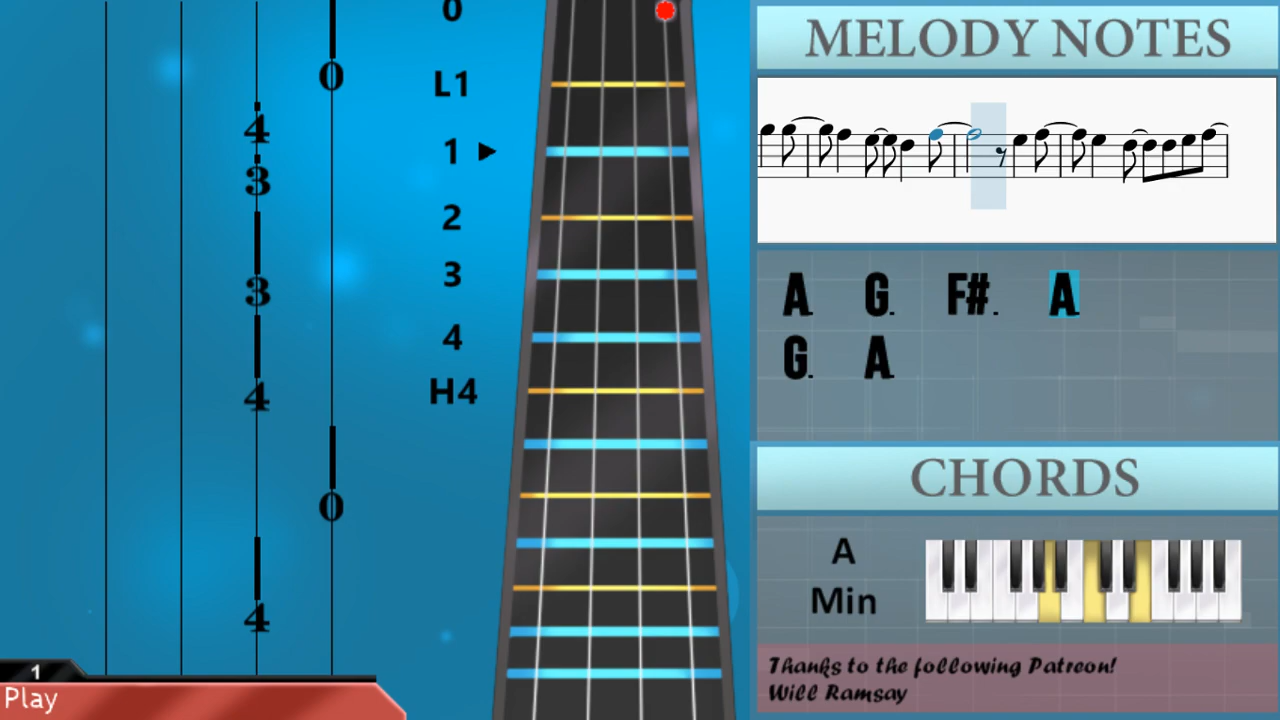 0
0
L1
4
1
3
2
3
3
4
4
H4
0
4
1
Play
MELODY NOTES
A. G. F#. A.
G. A.
CHORDS
A
Min
Thanks to the following Patreon!
Will Ramsay